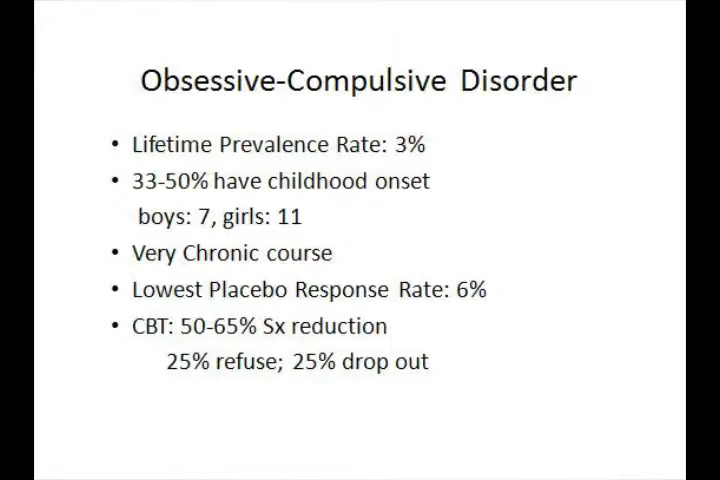 Obsessive-Compulsive Disorder
• Lifetime Prevalence Rate: 3%
• 33-50% have childhood onset
boys: 7, girls: 11
• Very Chronic course
• Lowest Placebo Response Rate: 6%
• CBT: 50-65% Sx reduction
25% refuse; 25% drop out